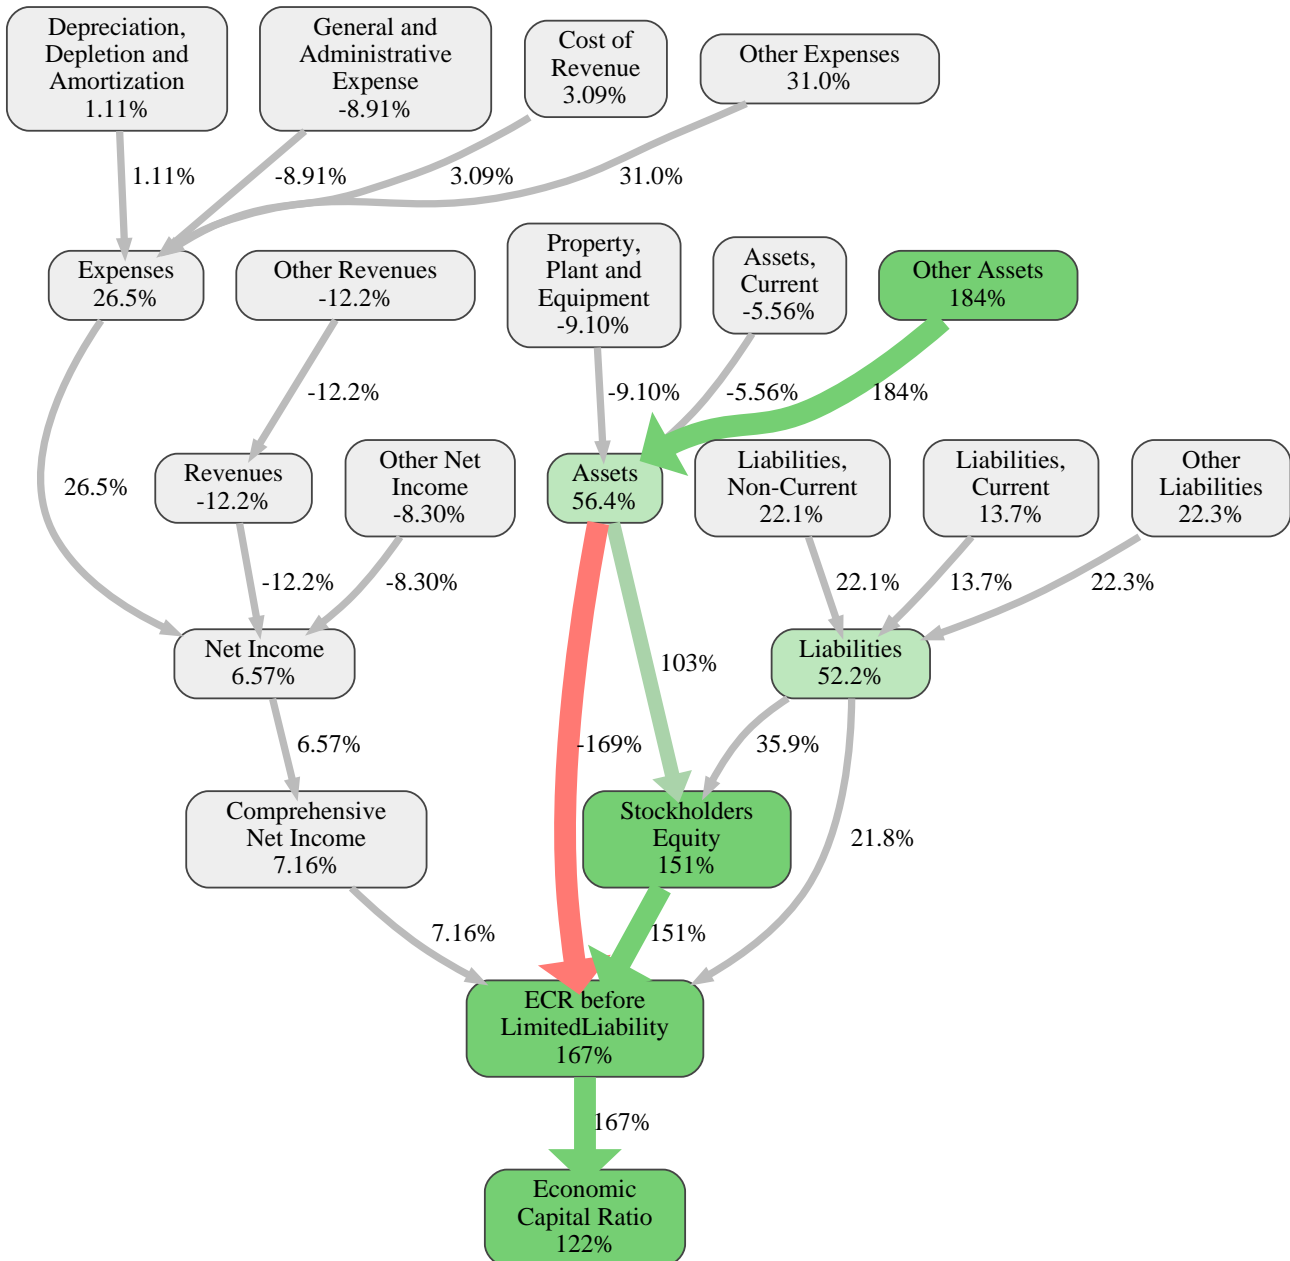 Depreciation,
Depletion and
Amortization
1.11%
General and
Administrative
Expense
-8.91%
Cost of
Revenue
3.09%
Other Expenses
31.0%
1.11%
-8.91%
3.09%
31.0%
Expenses
26.5%
Other Revenues
-12.2%
Property,
Plant and
Equipment
-9.10%
Assets,
Current
-5.56%
Other Assets
184%
-12.2%
-9.10%
-5.56%
184%
26.5%
Revenues
-12.2%
Other Net
Income
-8.30%
Assets
56.4%
Liabilities,
Non-Current
22.1%
Liabilities,
Current
13.7%
Other
Liabilities
22.3%
-12.2%
-8.30%
22.1%
13.7%
22.3%
Net Income
6.57%
103%
Liabilities
52.2%
6.57%
-169%
35.9%
Comprehensive
Net Income
7.16%
Stockholders
Equity
151%
21.8%
7.16%
151%
ECR before
LimitedLiability
167%
167%
Economic
Capital Ratio
122%